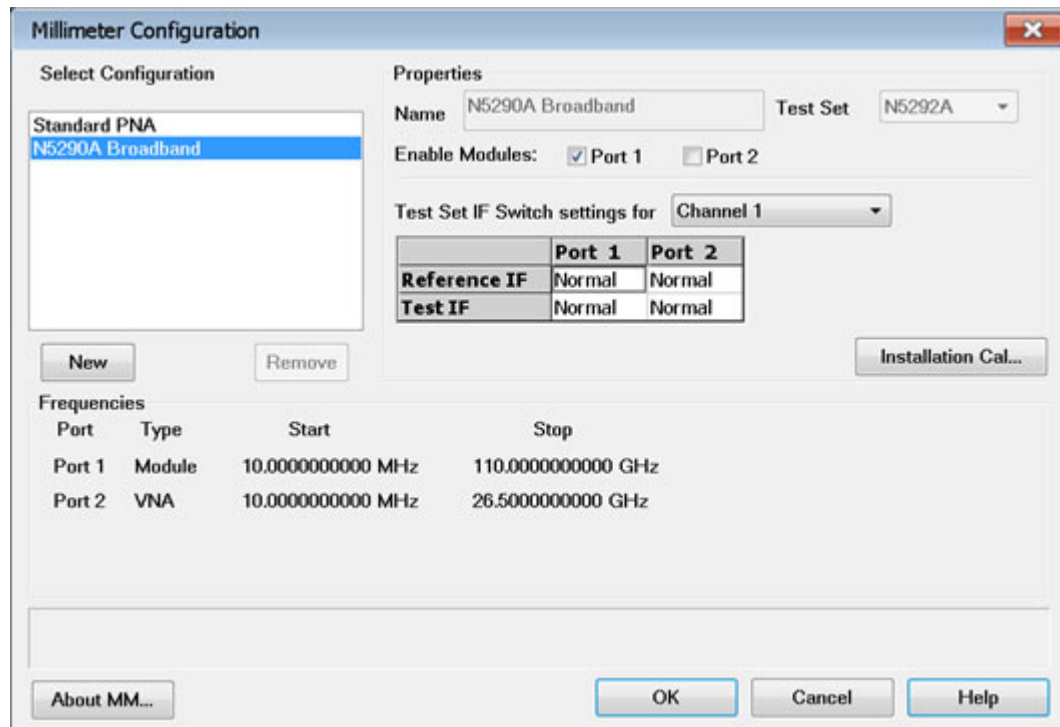 Millimeter Configuration
Select Configuration
Standard PNA
N5290A Broadband
New
Remove
Properties
Name N5290A Broadband Test Set N5292A
Enable Modules: Port 1 Port 2
Test Set IF Switch settings for Channel 1
Port 1 Port 2
Reference IF Normal Normal
Test IF Normal Normal
Installation Cal...
Frequencies
Port Type Start Stop
Port 1 Module 10.0000000000 MHz 110.0000000000 GHz
Port 2 VNA 10.0000000000 MHz 26.5000000000 GHz
About MM...
OK
Cancel
Help